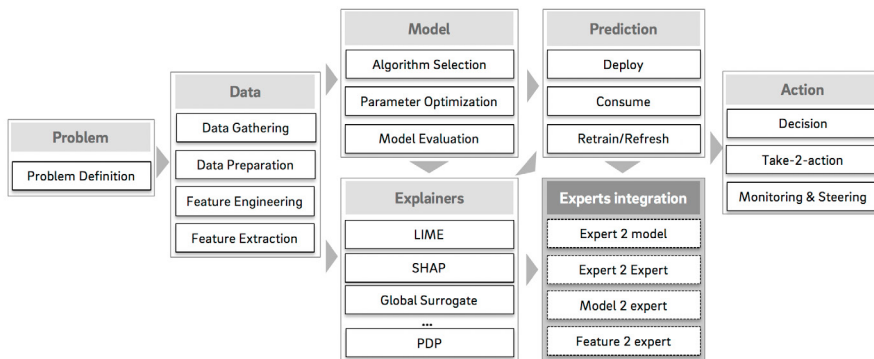 Problem
Problem Definition
Data
Data Gathering
Data Preparation
Feature Engineering
Feature Extraction
Model
Algorithm Selection
Parameter Optimization
Model Evaluation
Prediction
Deploy
Consume
Retrain/Refresh
Explainers
LIME
SHAP
Global Surrogate
...
PDP
Experts integration
Expert 2 model
Expert 2 Expert
Model 2 expert
Feature 2 expert
Action
Decision
Take-2-action
Monitoring & Steering